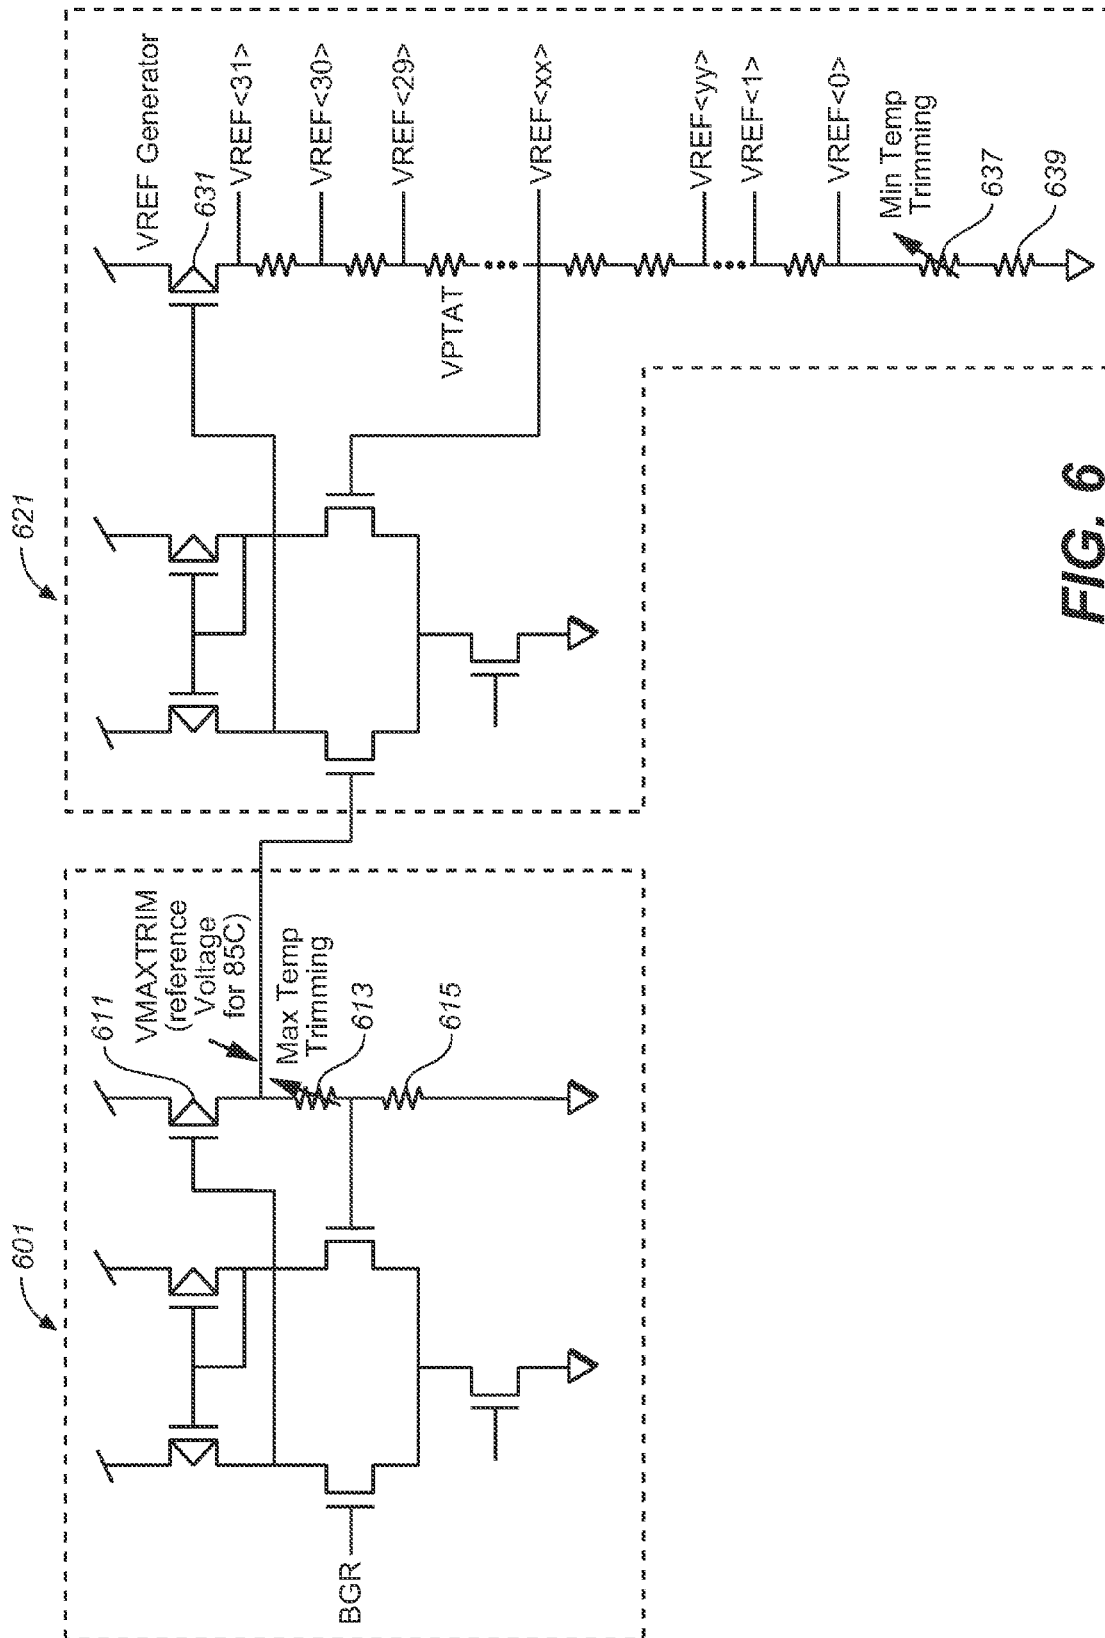 601
BGR
611
VMAXTRIM
(reference
Voltage
for 85C)
Max Temp
Trimming
613
615
621
VREF Generator
631
VREF<31>
VREF<30>
VREF<29>
VPTAT
VREF<xx>
VREF<yy>
VREF<1>
VREF<0>
Min Temp
Trimming
637
639
FIG. 6